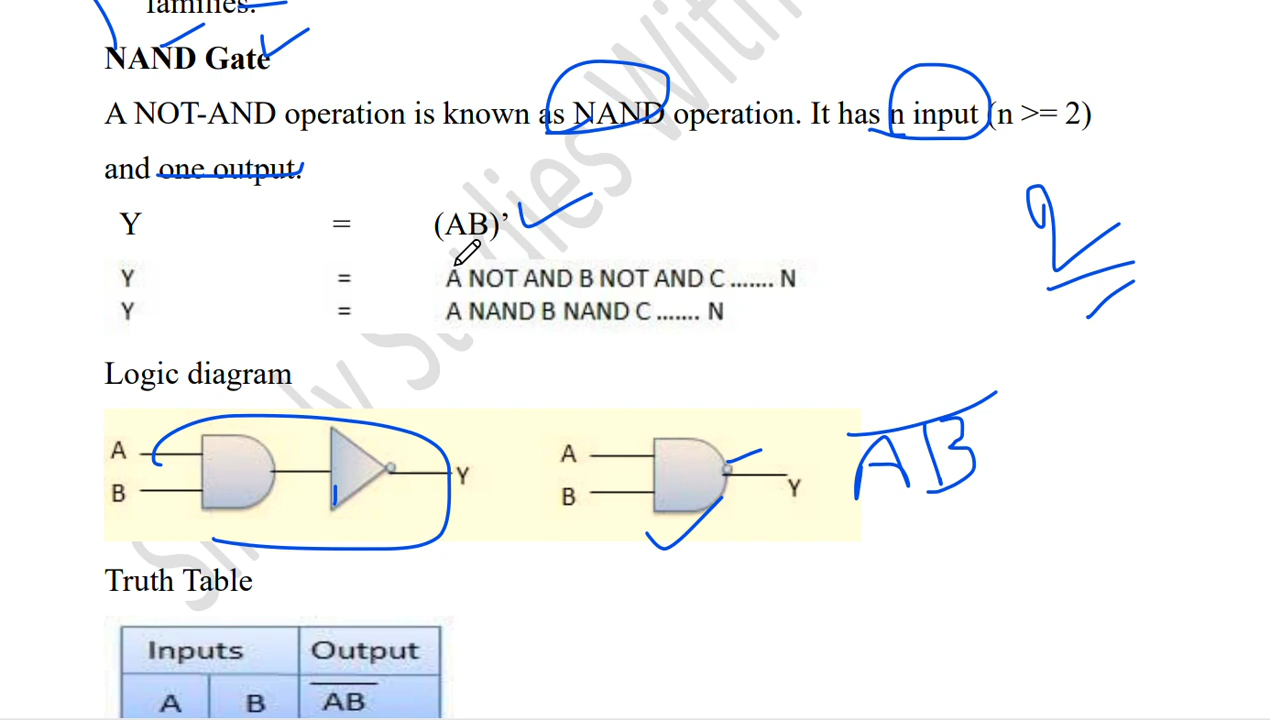 families.
NAND Gate
A NOT-AND operation is known as NAND operation. It has n input (n >= 2)
and one output.
Y = (AB)’
Y = A NOT AND B NOT AND C ....... N
Y = A NAND B NAND C ....... N
Logic diagram
A
B
Y
A
B
Y
AB
Truth Table
Inputs Output
A B AB